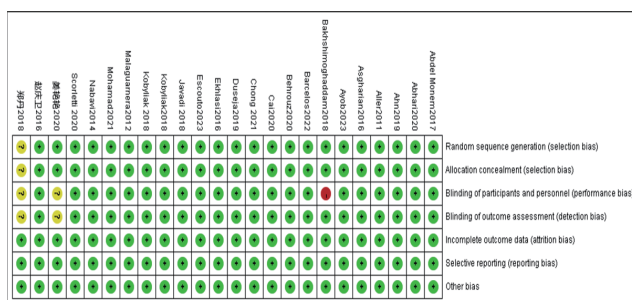 郑丹2018
赵庆卫2016
姜艳艳2020
Scorletti 2020
Nabavi2014
Mohamad2021
Malaguarnera2012
Kobyliak 2018
Kobyliak2018
Javadi 2018
Escouto2023
Ekhlasi2016
Duseja2019
Chong 2021
Cai2020
Behrouz2020
Barcelos2022
Bakhshimoghaddam2018
Ayob2023
Asgharian 2016
Aller2011
Ahn2019
Abhari2020
Abdel Monem2017
Random sequence generation (selection bias)
Allocation concealment (selection bias)
Blinding of participants and personnel (performance bias)
Blinding of outcome assessment (detection bias)
Incomplete outcome data (attrition bias)
Selective reporting (reporting bias)
Other bias